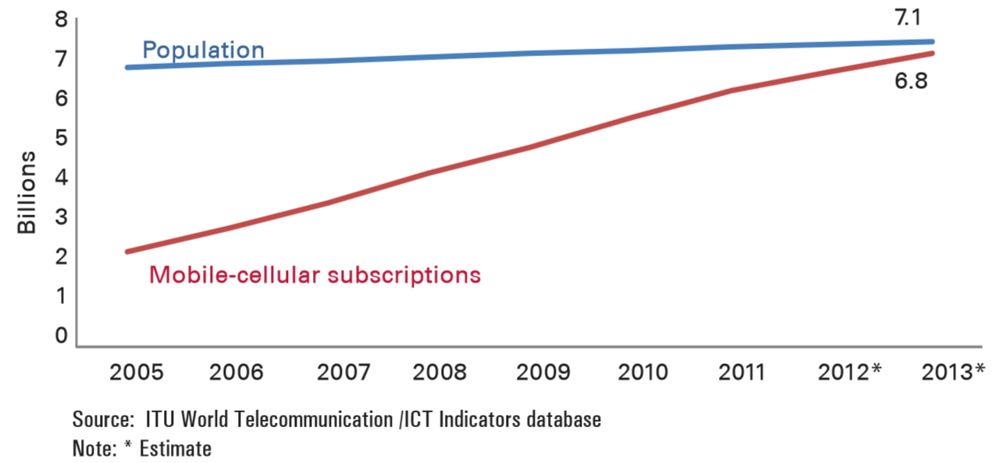 8
7.1
Population
7
6.8
6
5
4
Billions
3
2
Mobile-cellular subscriptions
1
0
2005 2006 2007 2008 2009 2010 2011 2012* 2013*
Source: ITU World Telecommunication /ICT Indicators database
Note: * Estimate